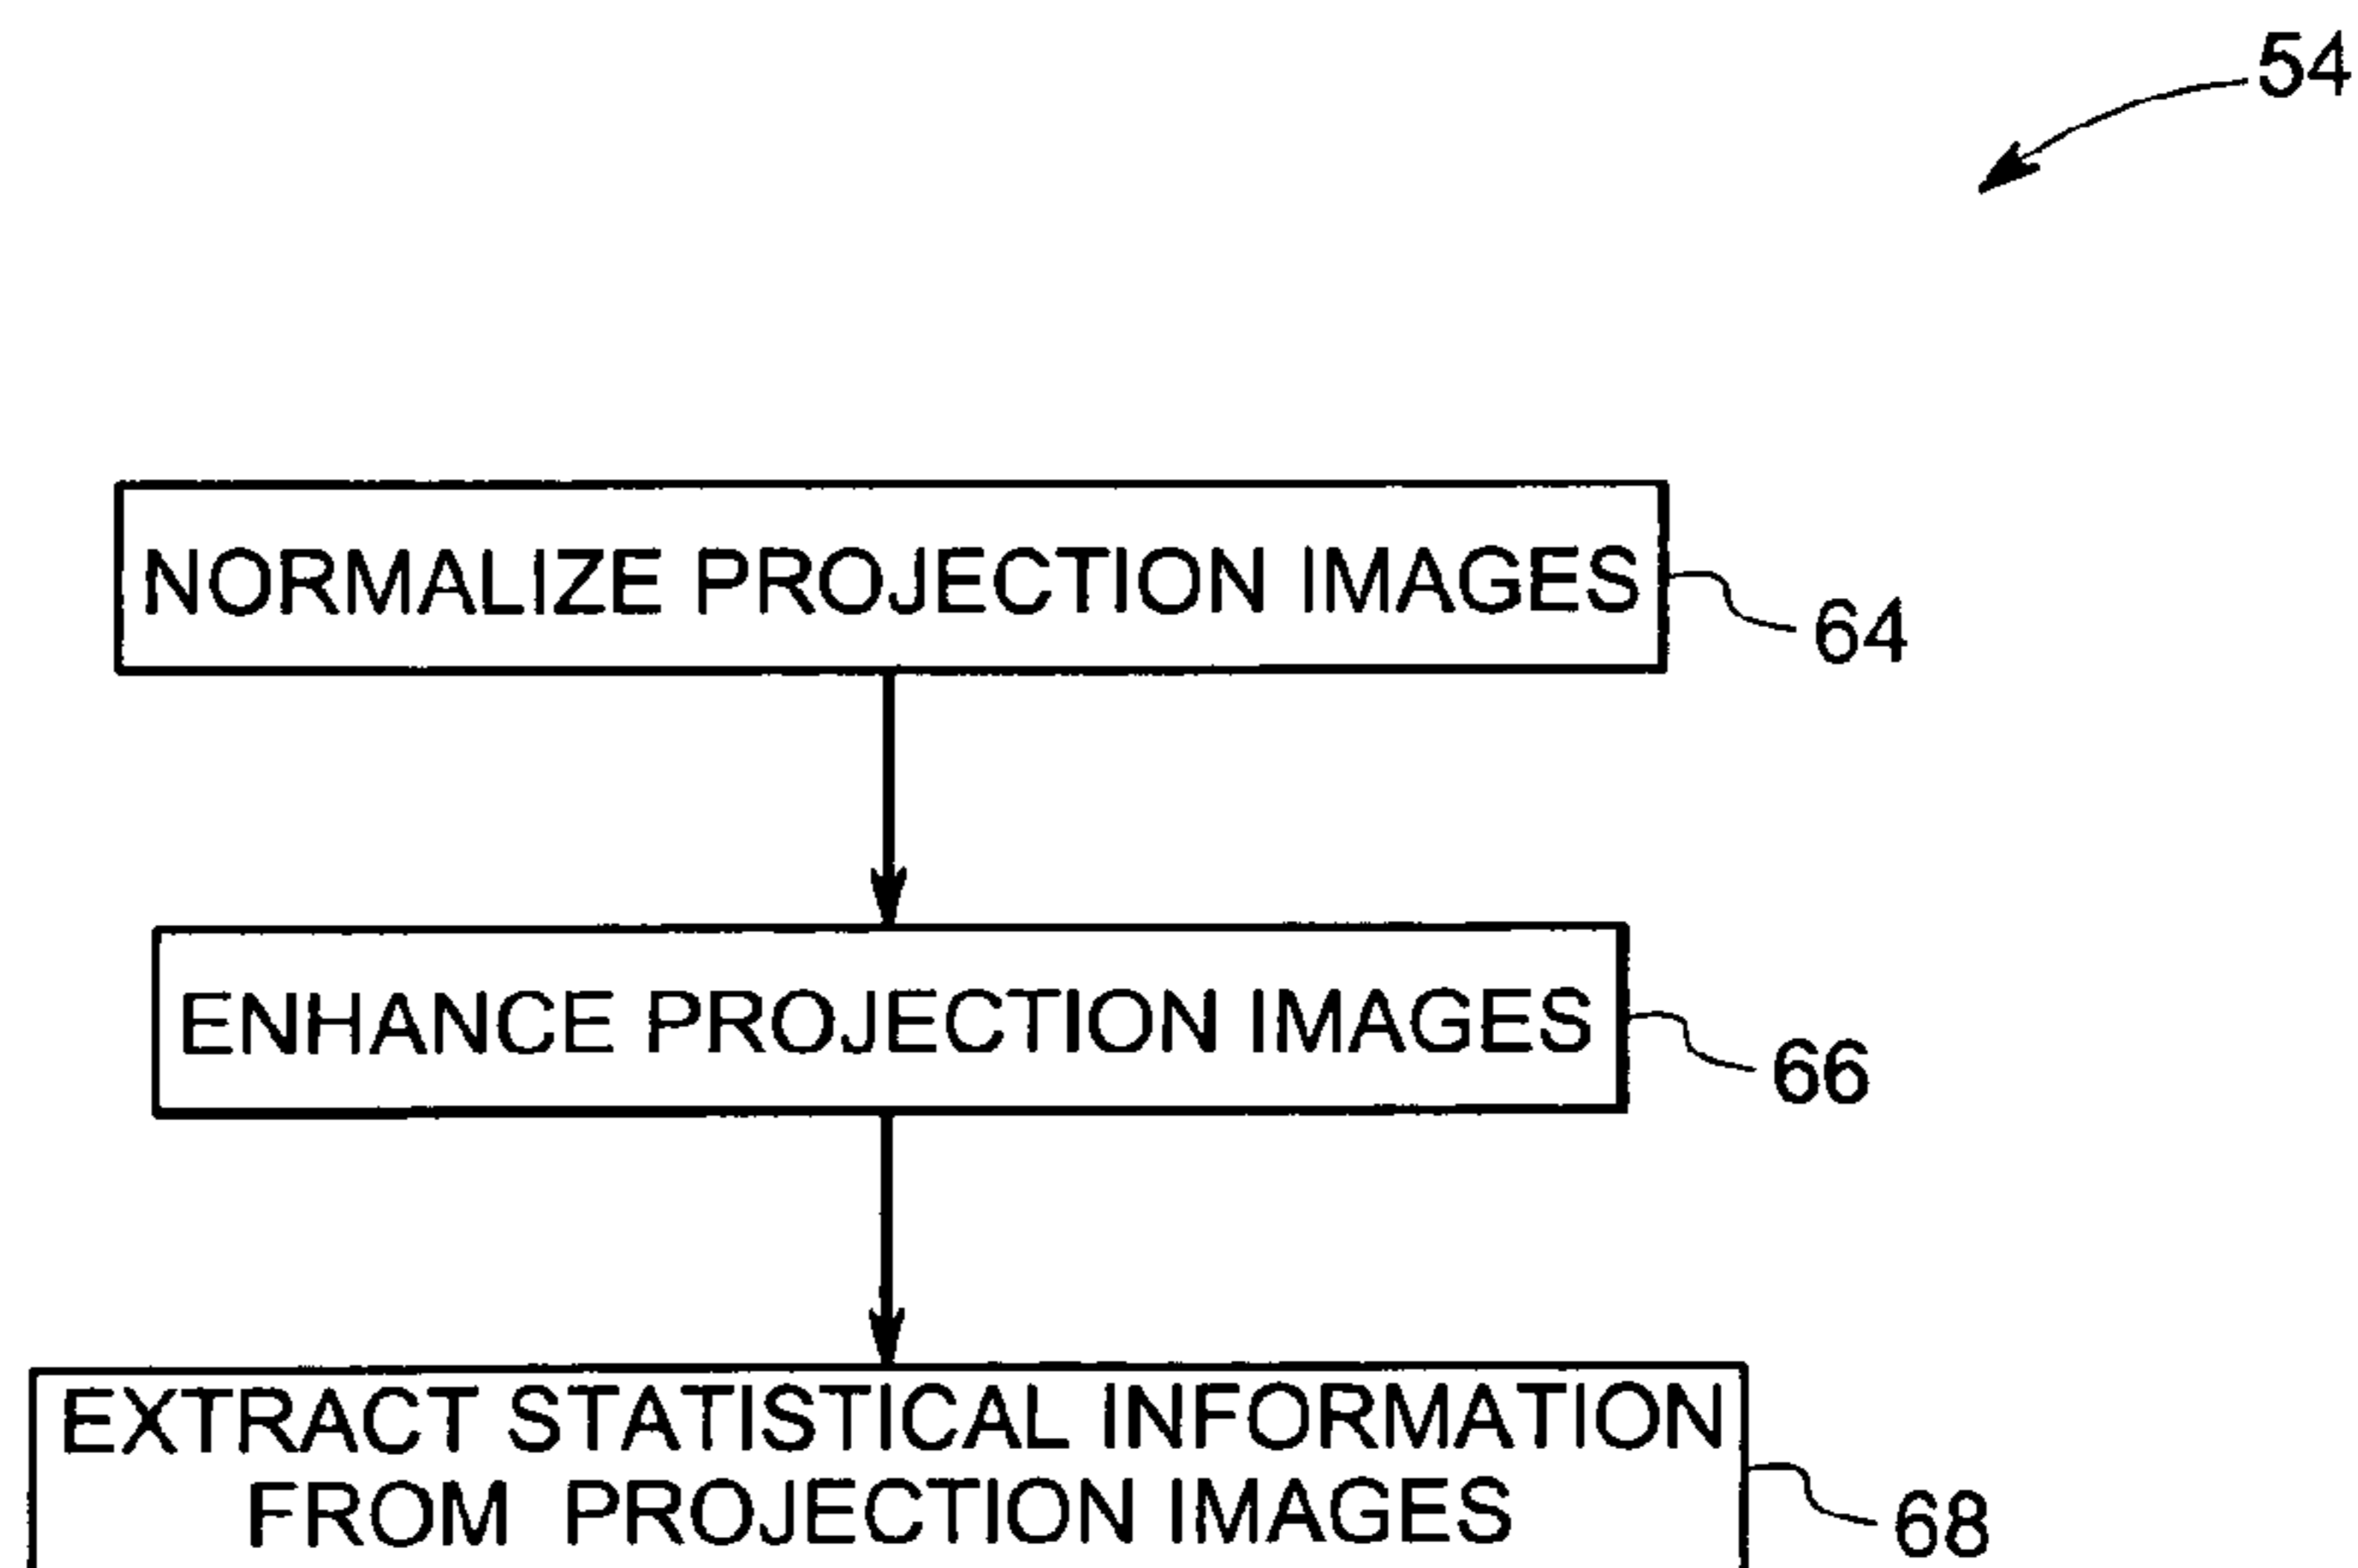 54
NORMALIZE PROJECTION IMAGES
64
ENHANCE PROJECTION IMAGES
66
EXTRACT STATISTICAL INFORMATION
FROM PROJECTION IMAGES
68